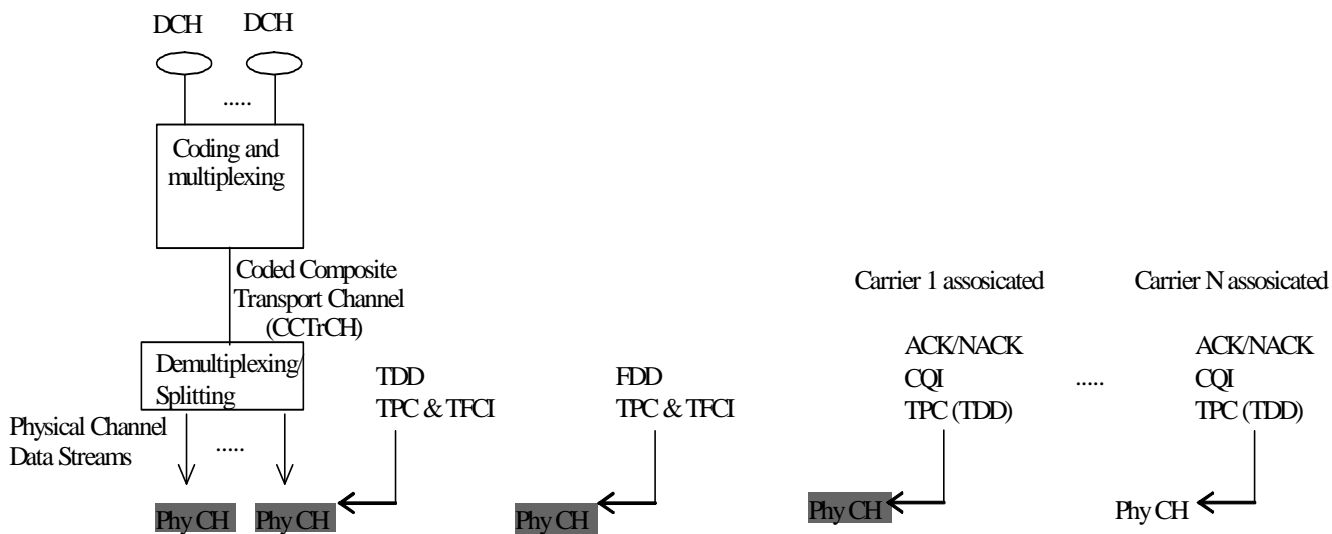 DCH DCH
.....
Coding and
multiplexing
Coded Composite
Transport Channel
(CCTrCH)
Demultiplexing/
Splitting
Physical Channel
Data Streams
.....
Phy CH Phy CH
TDD
TPC & TFCI
FDD
TPC & TFCI
Phy CH
Carrier 1 assosicated
ACK/NACK
CQI
TPC (TDD)
Phy CH
.....
Carrier N assosicated
ACK/NACK
CQI
TPC (TDD)
Phy CH